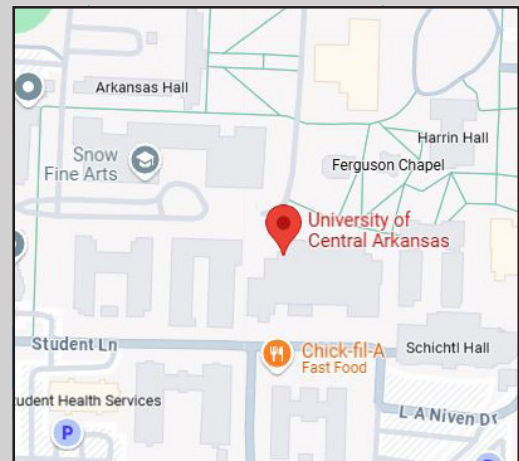 Arkansas Hall
Snow
Fine Arts
Harrin Hall
Ferguson Chapel
University of
Central Arkansas
Student Ln
Chick-fil-A
Fast Food
Schichtl Hall
tudent Health Services
L A Niven Dr
P